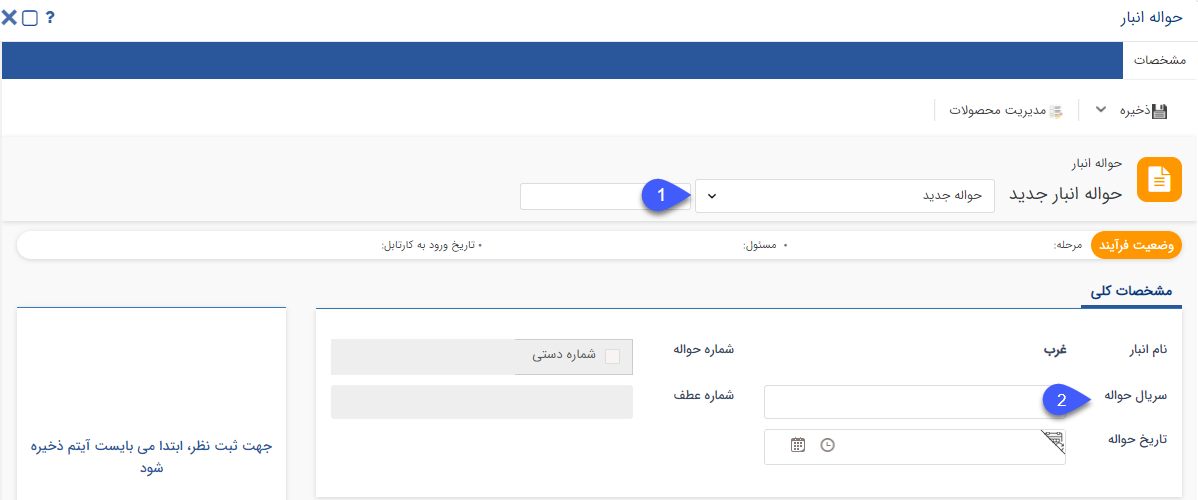 حواله انبار
?
مشخصات
ذخیره
مدیریت محصولات
حواله انبار
حواله انبار جدید
حواله جدید
1
وضعیت فرآیند
مرحله:
• مسئول:
• تاریخ ورود به کارتابل:
مشخصات کلی
نام انبار
غرب
شماره حواله
شماره دستی
سریال حواله
2
شماره عطف
تاریخ حواله
جهت ثبت نظر، ابتدا می بایست آیتم ذخیره
شود